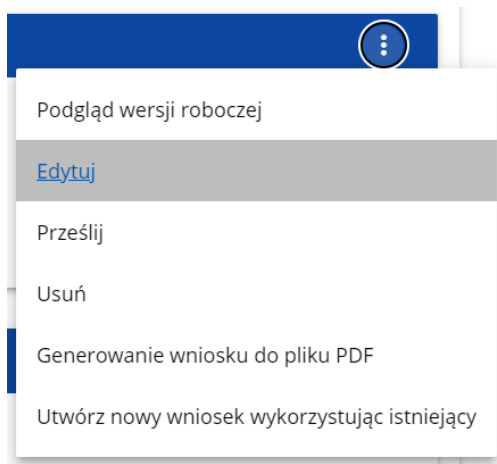 Podgląd wersji roboczej
Edytuj
Prześlij
Usuń
Generowanie wniosku do pliku PDF
Utwórz nowy wniosek wykorzystując istniejący